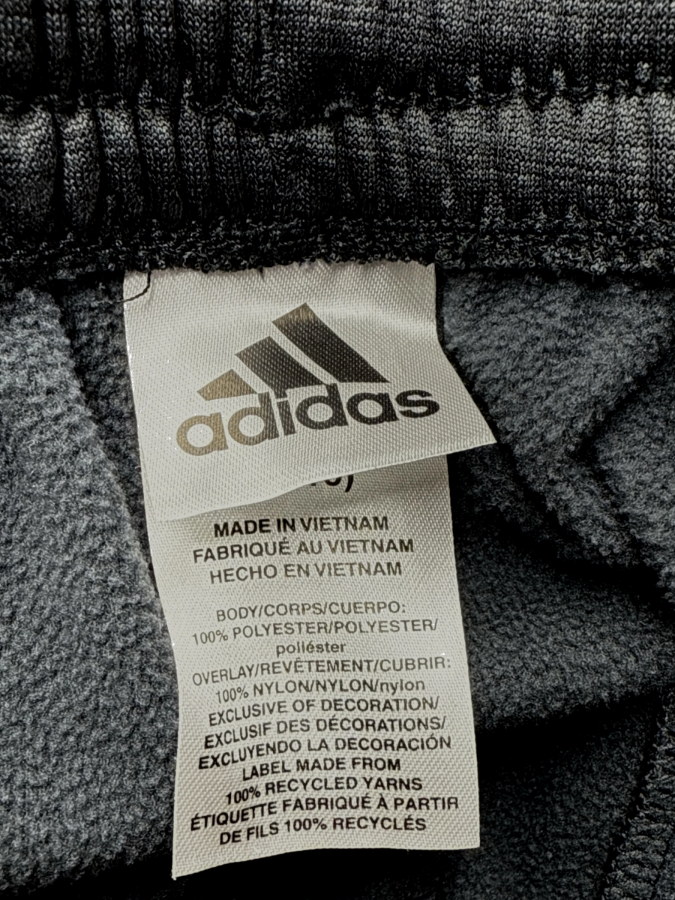 adidas
MADE IN VIETNAM
FABRIQUÉ AU VIETNAM
HECHO EN VIETNAM
BODY/CORPS/CUERPO:
100% POLYESTER/POLYESTER/
poliéster
OVERLAY/REVÊTEMENT/CUBRIR:
100% NYLON/NYLON/nylon
EXCLUSIVE OF DECORATION/
EXCLUSIF DES DÉCORATIONS/
EXCLUYENDO LA DECORACIÓN
LABEL MADE FROM
100% RECYCLED YARNS
ÉTIQUETTE FABRIQUÉ À PARTIR
DE FILS 100% RECYCLÉS